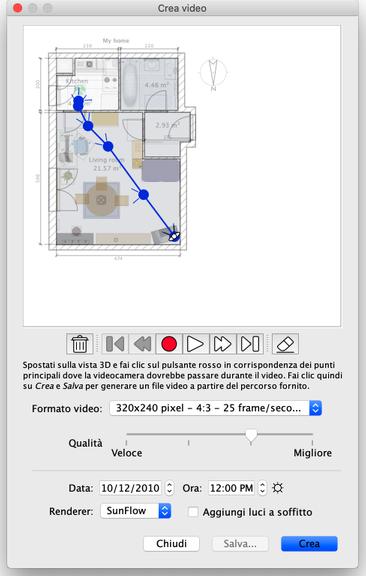 Crea video
My home
210
220
Kitchen
4.46 m²
N
2.93 m²
Living room
21.57 m²
Spostati sulla vista 3D e fai clic sul pulsante rosso in corrispondenza dei punti
principali dove la videocamera dovrebbe passare durante il video. Fai clic quindi
su Crea e Salva per generare un file video a partire del percorso fornito.
Formato video: 320x240 pixel - 4:3 - 25 frame/seco...
Qualità
Veloce Migliore
Data: 10/12/2010 Ora: 12:00 PM
Renderer: SunFlow Aggiungi luci a soffitto
Chiudi Salva... Crea